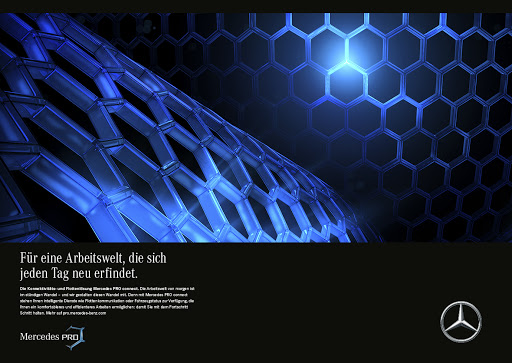 Für eine Arbeitswelt, die sich
jeden Tag neu erfindet.
Die Konnektivitäts- und Flottenlösung Mercedes PRO connect. Die Arbeitswelt von morgen ist
im ständigen Wandel – und wir gestalten diesen Wandel mit. Denn mit Mercedes PRO connect
stehen Ihnen intelligente Dienste wie Flottenkommunikation oder Fahrzeugstatus zur Verfügung, die
Ihnen ein komfortableres und effizienteres Arbeiten ermöglichen: damit Sie mit dem Fortschritt
Schritt halten. Mehr auf pro.mercedes-benz.com
Mercedes PRO